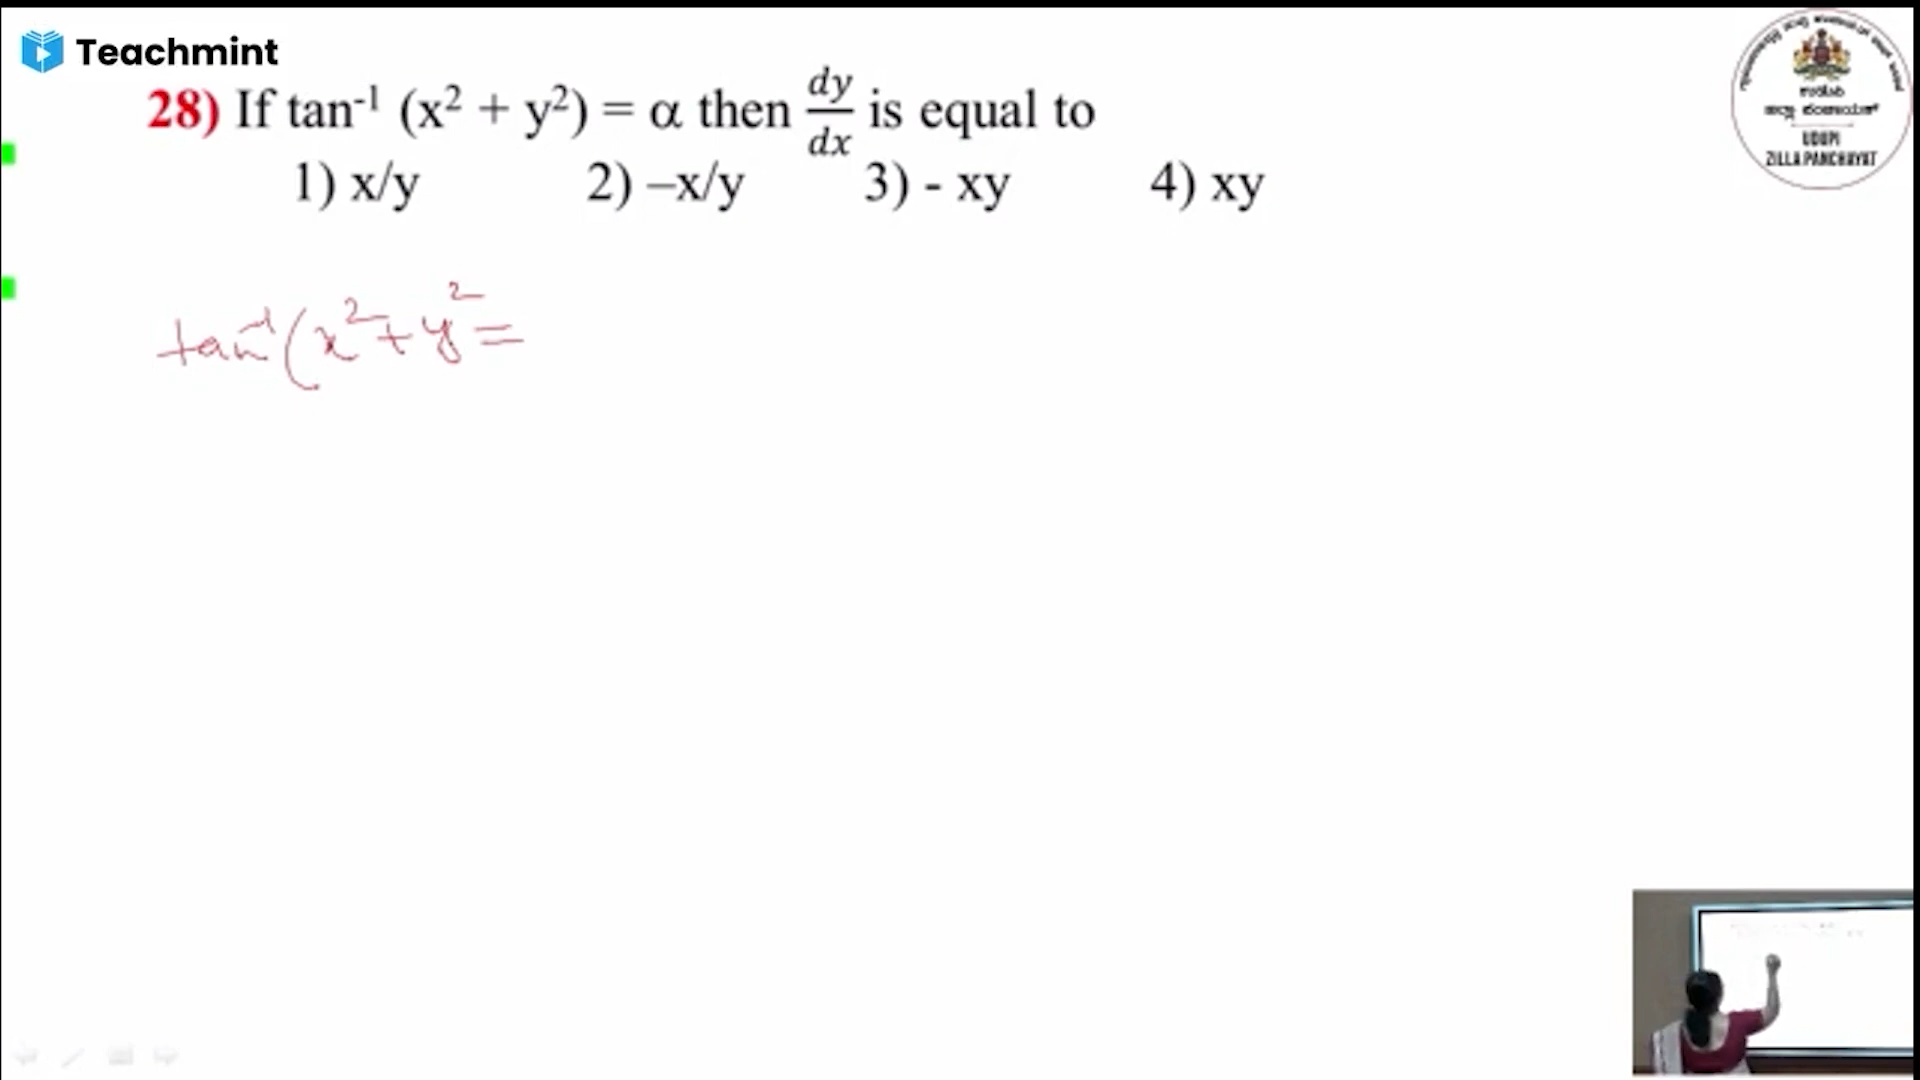 Teachmint
28) If tan⁻¹ (x² + y²) = α then dy/dx is equal to
1) x/y 2) –x/y 3) - xy 4) xy
tan⁻¹(x²+y²=
UDUPI
ZILLA PANCHAYAT